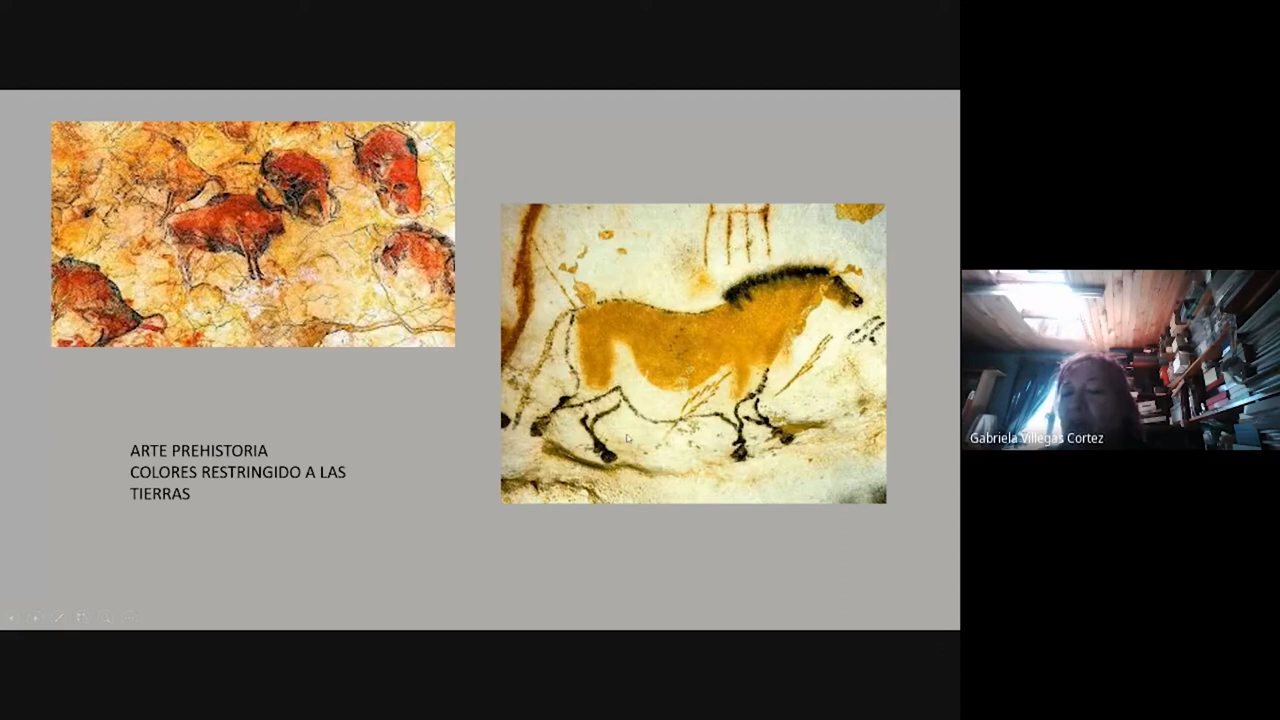 ARTE PREHISTORIA
COLORES RESTRINGIDO A LAS
TIERRAS
Gabriela Villegas Cortez